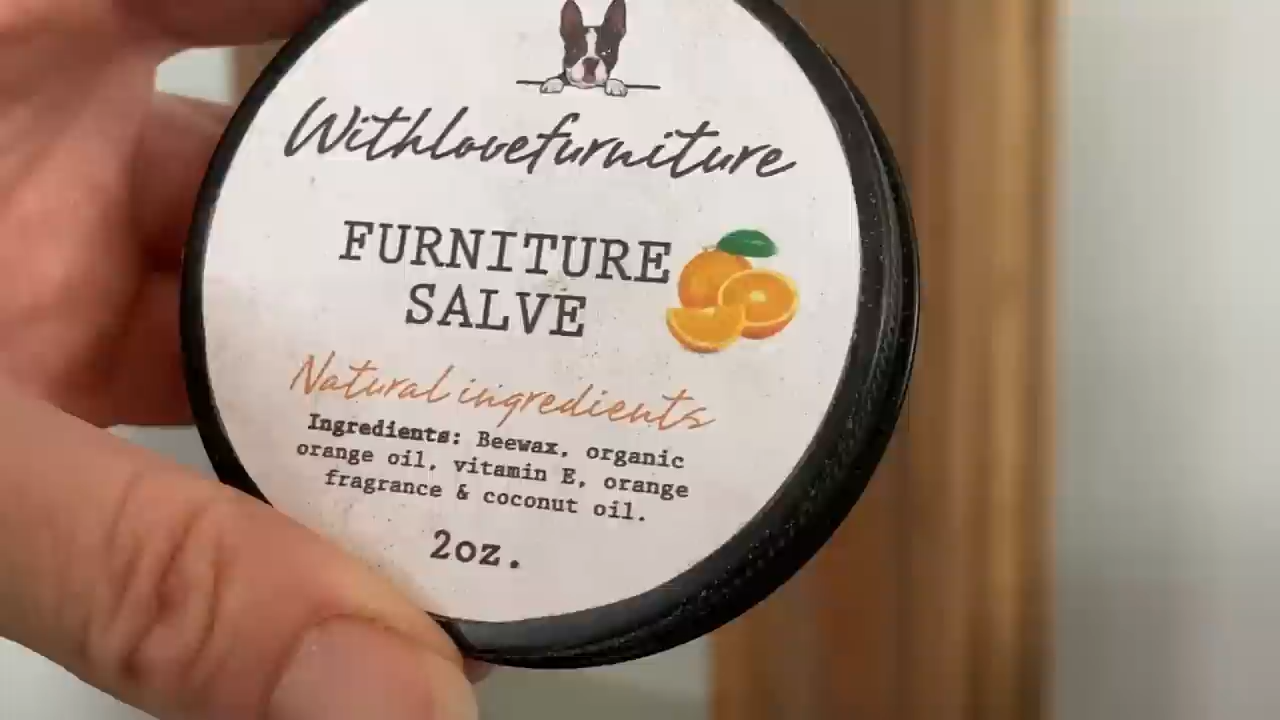 Withlovefurniture
FURNITURE
SALVE
Natural ingredients
Ingredients: Beewax, organic
orange oil, vitamin E, orange
fragrance & coconut oil.
2oz.